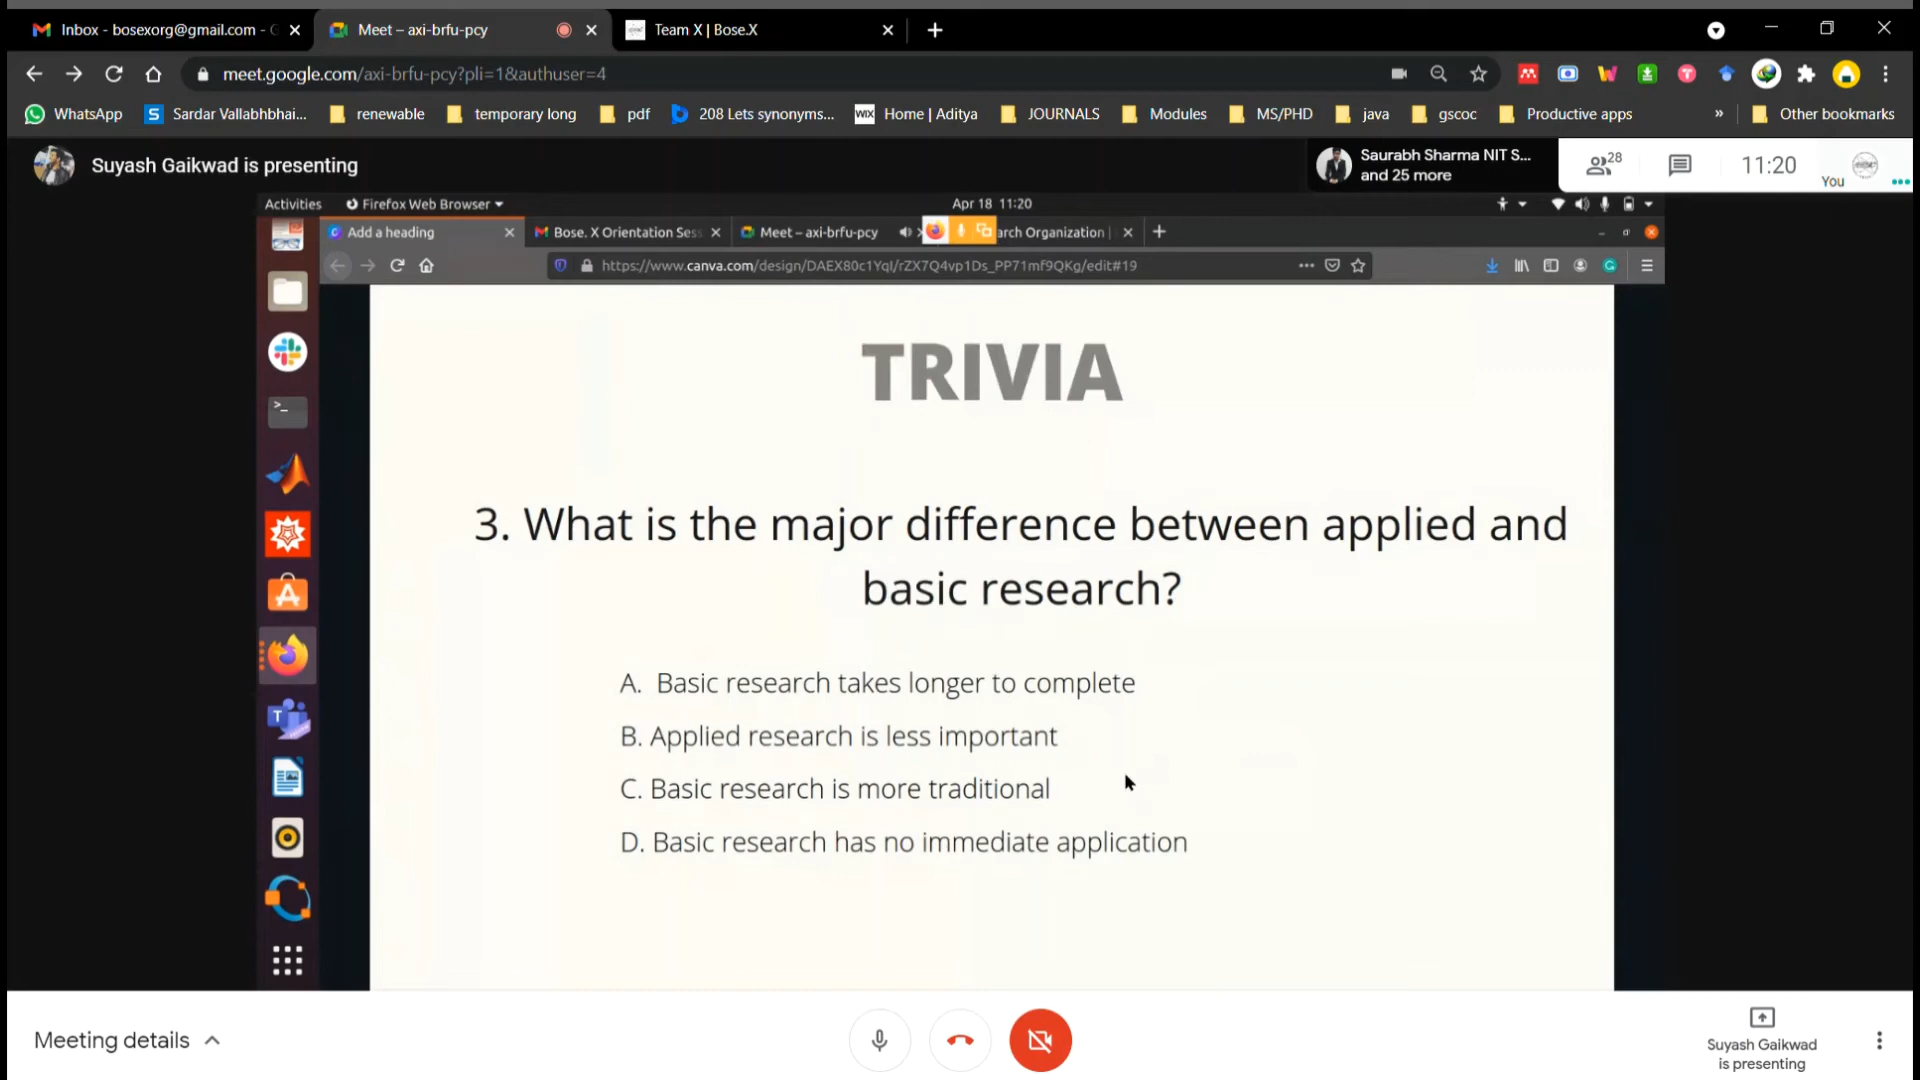 Inbox - bosexorg@gmail.com -
Meet – axi-brfu-pcy
Team X | Bose.X
meet.google.com/axi-brfu-pcy?pli=1&authuser=4
WhatsApp
Sardar Vallabhbhai...
renewable
temporary long
pdf
208 Lets synonyms...
WIX
Home | Aditya
JOURNALS
Modules
MS/PHD
java
gscoc
Productive apps
»
Other bookmarks
Suyash Gaikwad is presenting
Saurabh Sharma NIT S...
and 25 more
28
11:20
You
Activities
Firefox Web Browser
Apr 18 11:20
Add a heading
Bose. X Orientation Sess
Meet – axi-brfu-pcy
arch Organization |
https://www.canva.com/design/DAEX80c1YqI/rZX7Q4vp1Ds_PP71mf9QKg/edit#19
TRIVIA
3. What is the major difference between applied and
basic research?
A. Basic research takes longer to complete
B. Applied research is less important
C. Basic research is more traditional
D. Basic research has no immediate application
Meeting details
Suyash Gaikwad
is presenting